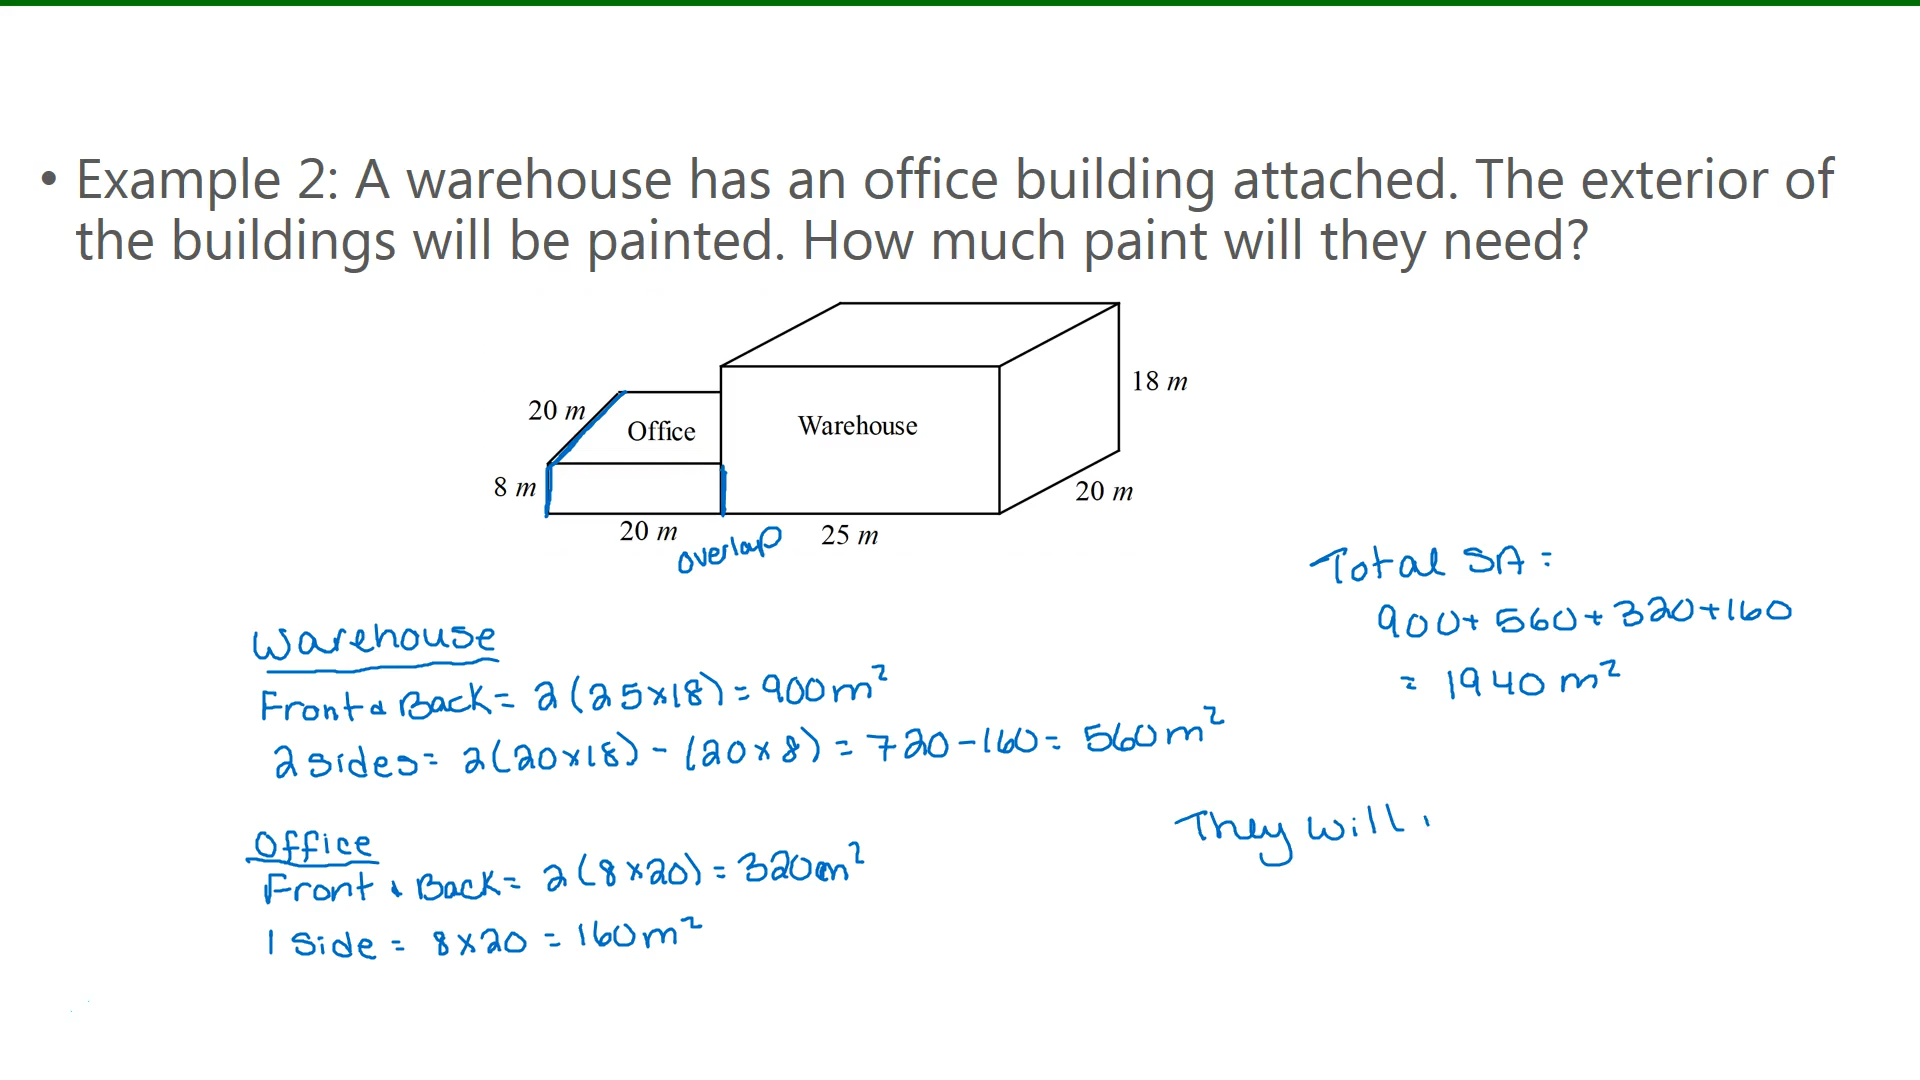 • Example 2: A warehouse has an office building attached. The exterior of
the buildings will be painted. How much paint will they need?
18 m
20 m
Office
Warehouse
8 m
20 m
20 m
25 m
overlap
Total SA:
900+ 560+320+160
= 1940 m²
Warehouse
Front & Back = 2(25×18) = 900m²
2 sides = 2(20×18) - (20×8) = 720-160 = 560m²
They will
Office
Front & Back = 2(8×20) = 320m²
1 Side = 8×20 = 160m²